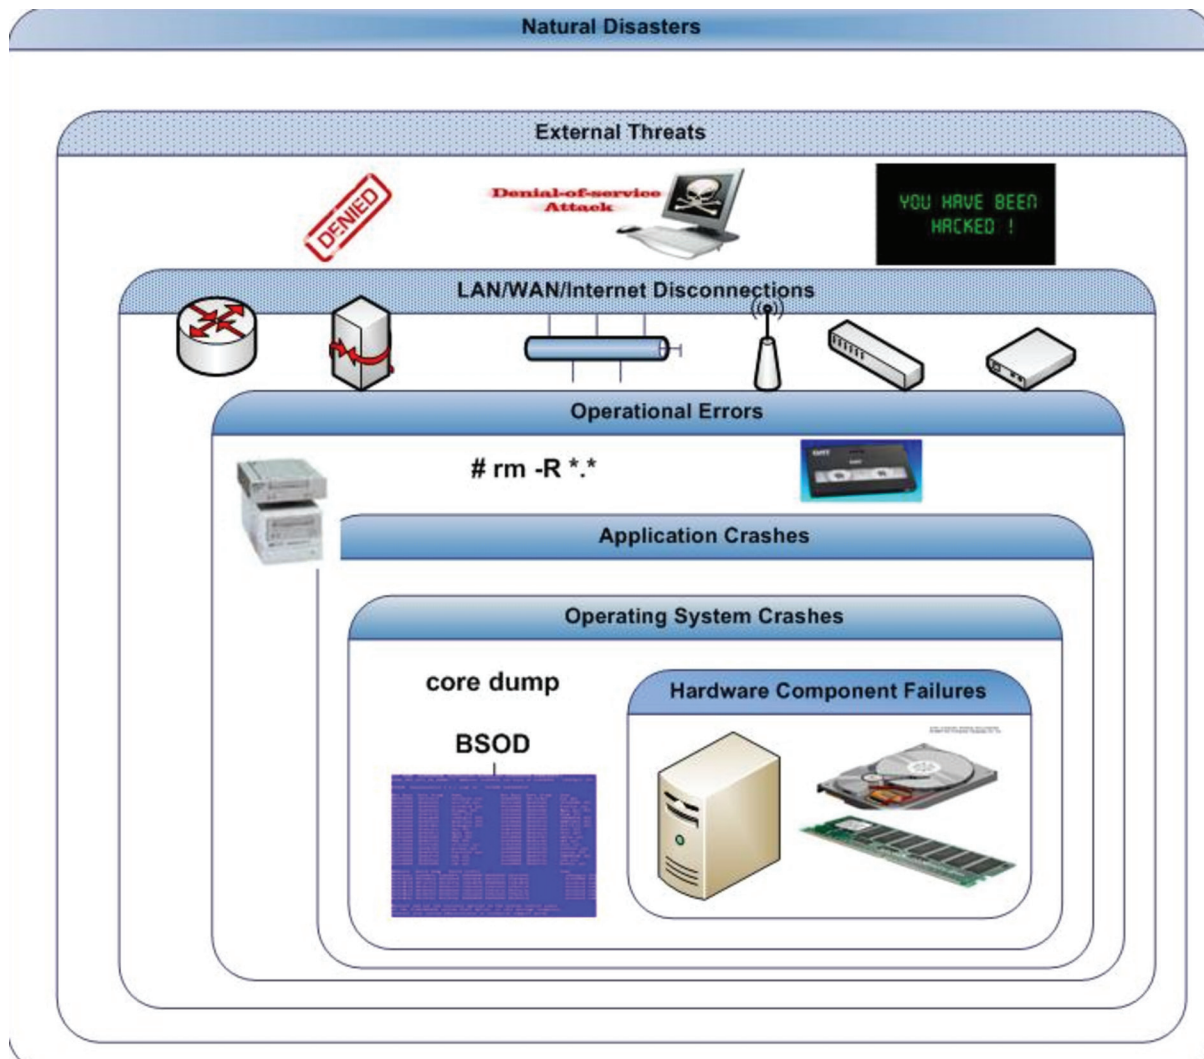 Natural Disasters
External Threats
DENIED
Denial-of-service
Attack
YOU HAVE BEEN
HACKED !
LAN/WAN/Internet Disconnections
Operational Errors
# rm -R *.*
Application Crashes
Operating System Crashes
core dump
BSOD
Hardware Component Failures